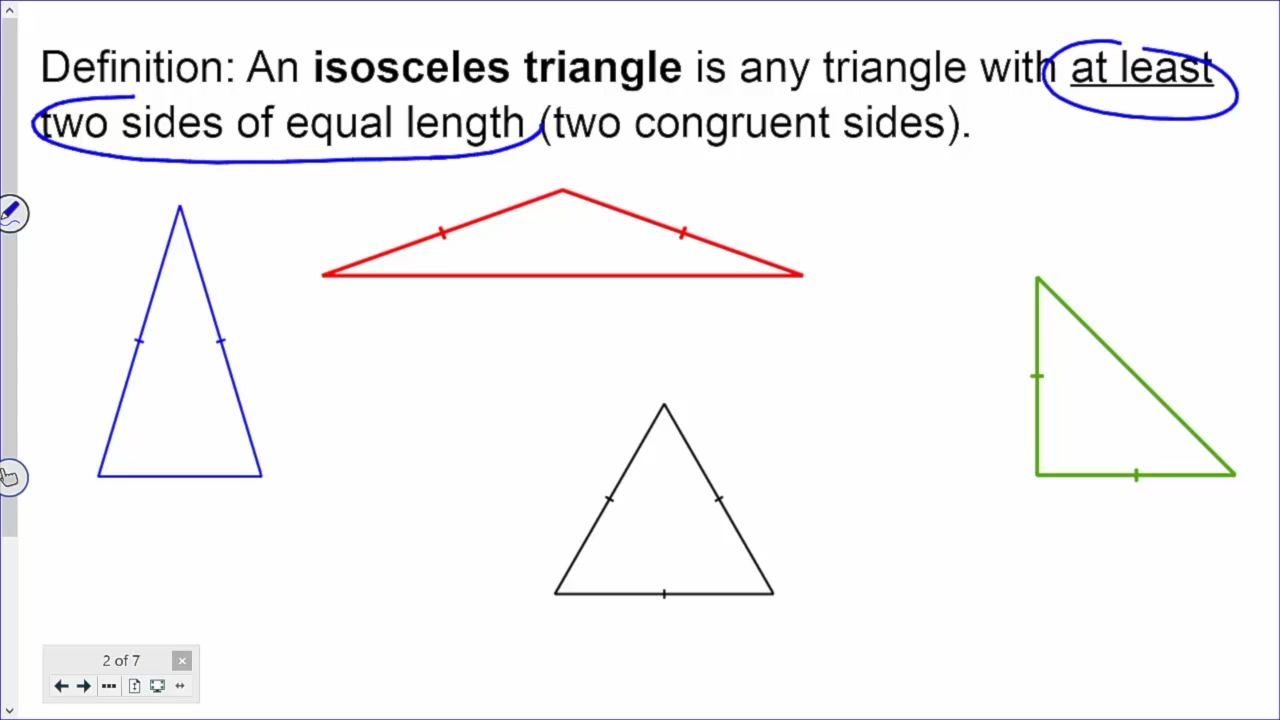 Definition: An isosceles triangle is any triangle with at least
two sides of equal length (two congruent sides).
2 of 7